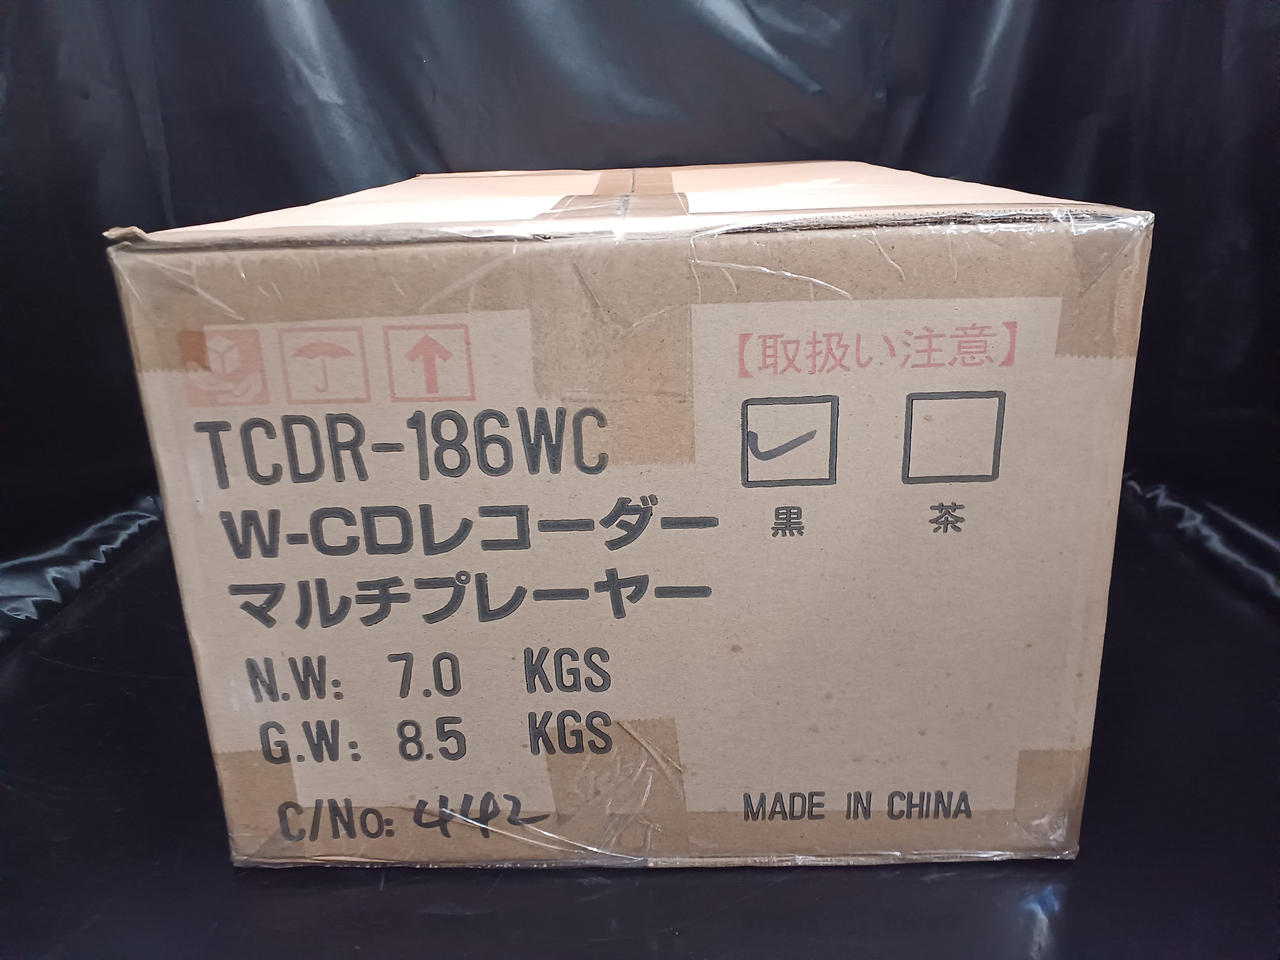 【取扱い注意】
TCDR-186WC
W-CDレコーダー
マルチプレーヤー
黒 茶
N.W: 7.0 KGS
G.W: 8.5 KGS
C/No: 442
MADE IN CHINA